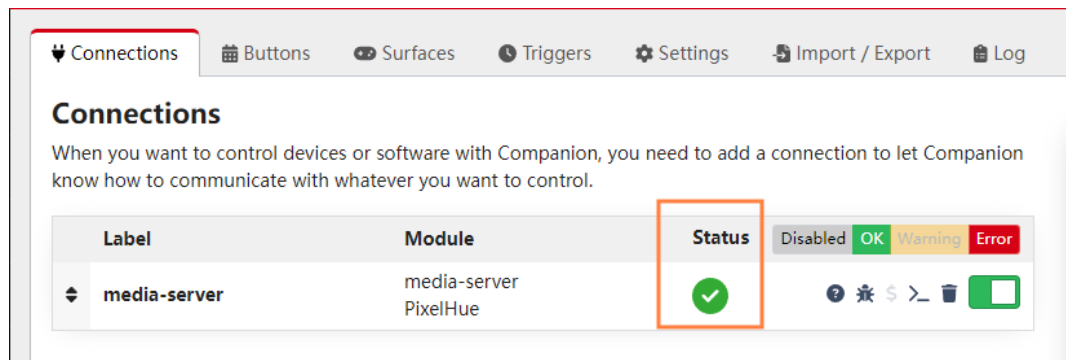 Connections Buttons Surfaces Triggers Settings Import / Export Log
Connections
When you want to control devices or software with Companion, you need to add a connection to let Companion
know how to communicate with whatever you want to control.
Label Module Status Disabled OK Warning Error
media-server media-server
PixelHue